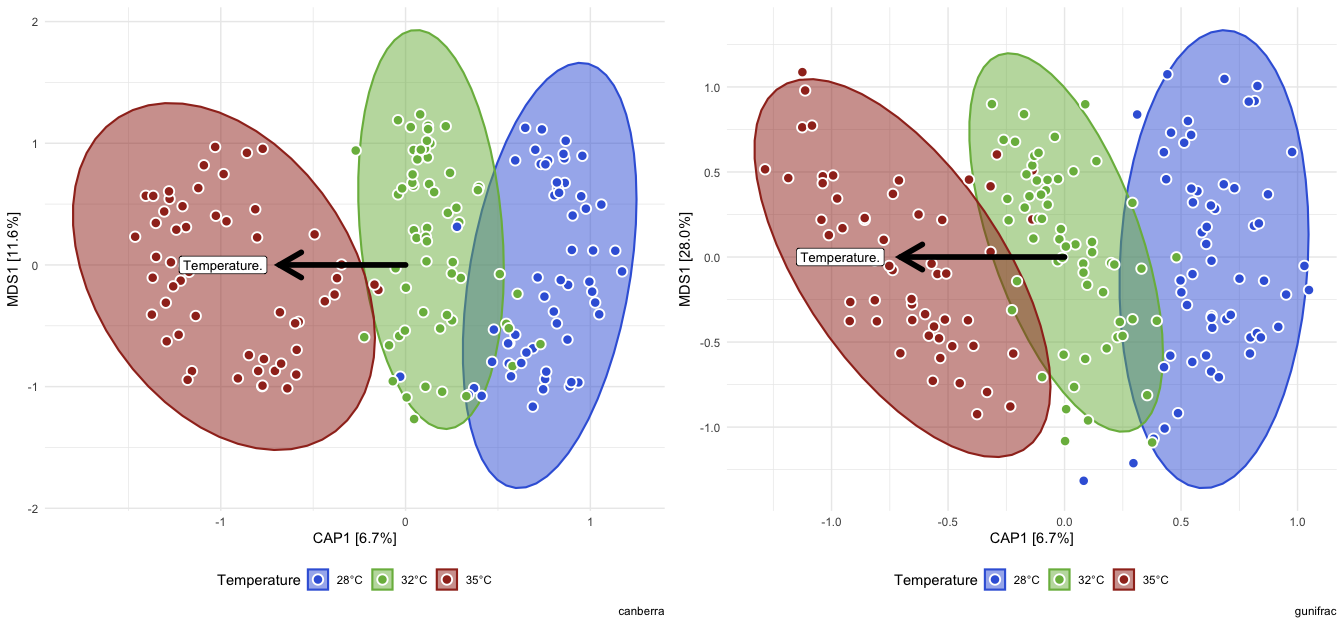 2
1
0
-1
-2
MDS1 [11.6%]
Temperature.
-1
0
1
CAP1 [6.7%]
Temperature 28°C 32°C 35°C
canberra
1.0
0.5
0.0
-0.5
-1.0
MDS1 [28.0%]
Temperature.
-1.0
-0.5
0.0
0.5
1.0
CAP1 [6.7%]
Temperature 28°C 32°C 35°C
gunifrac